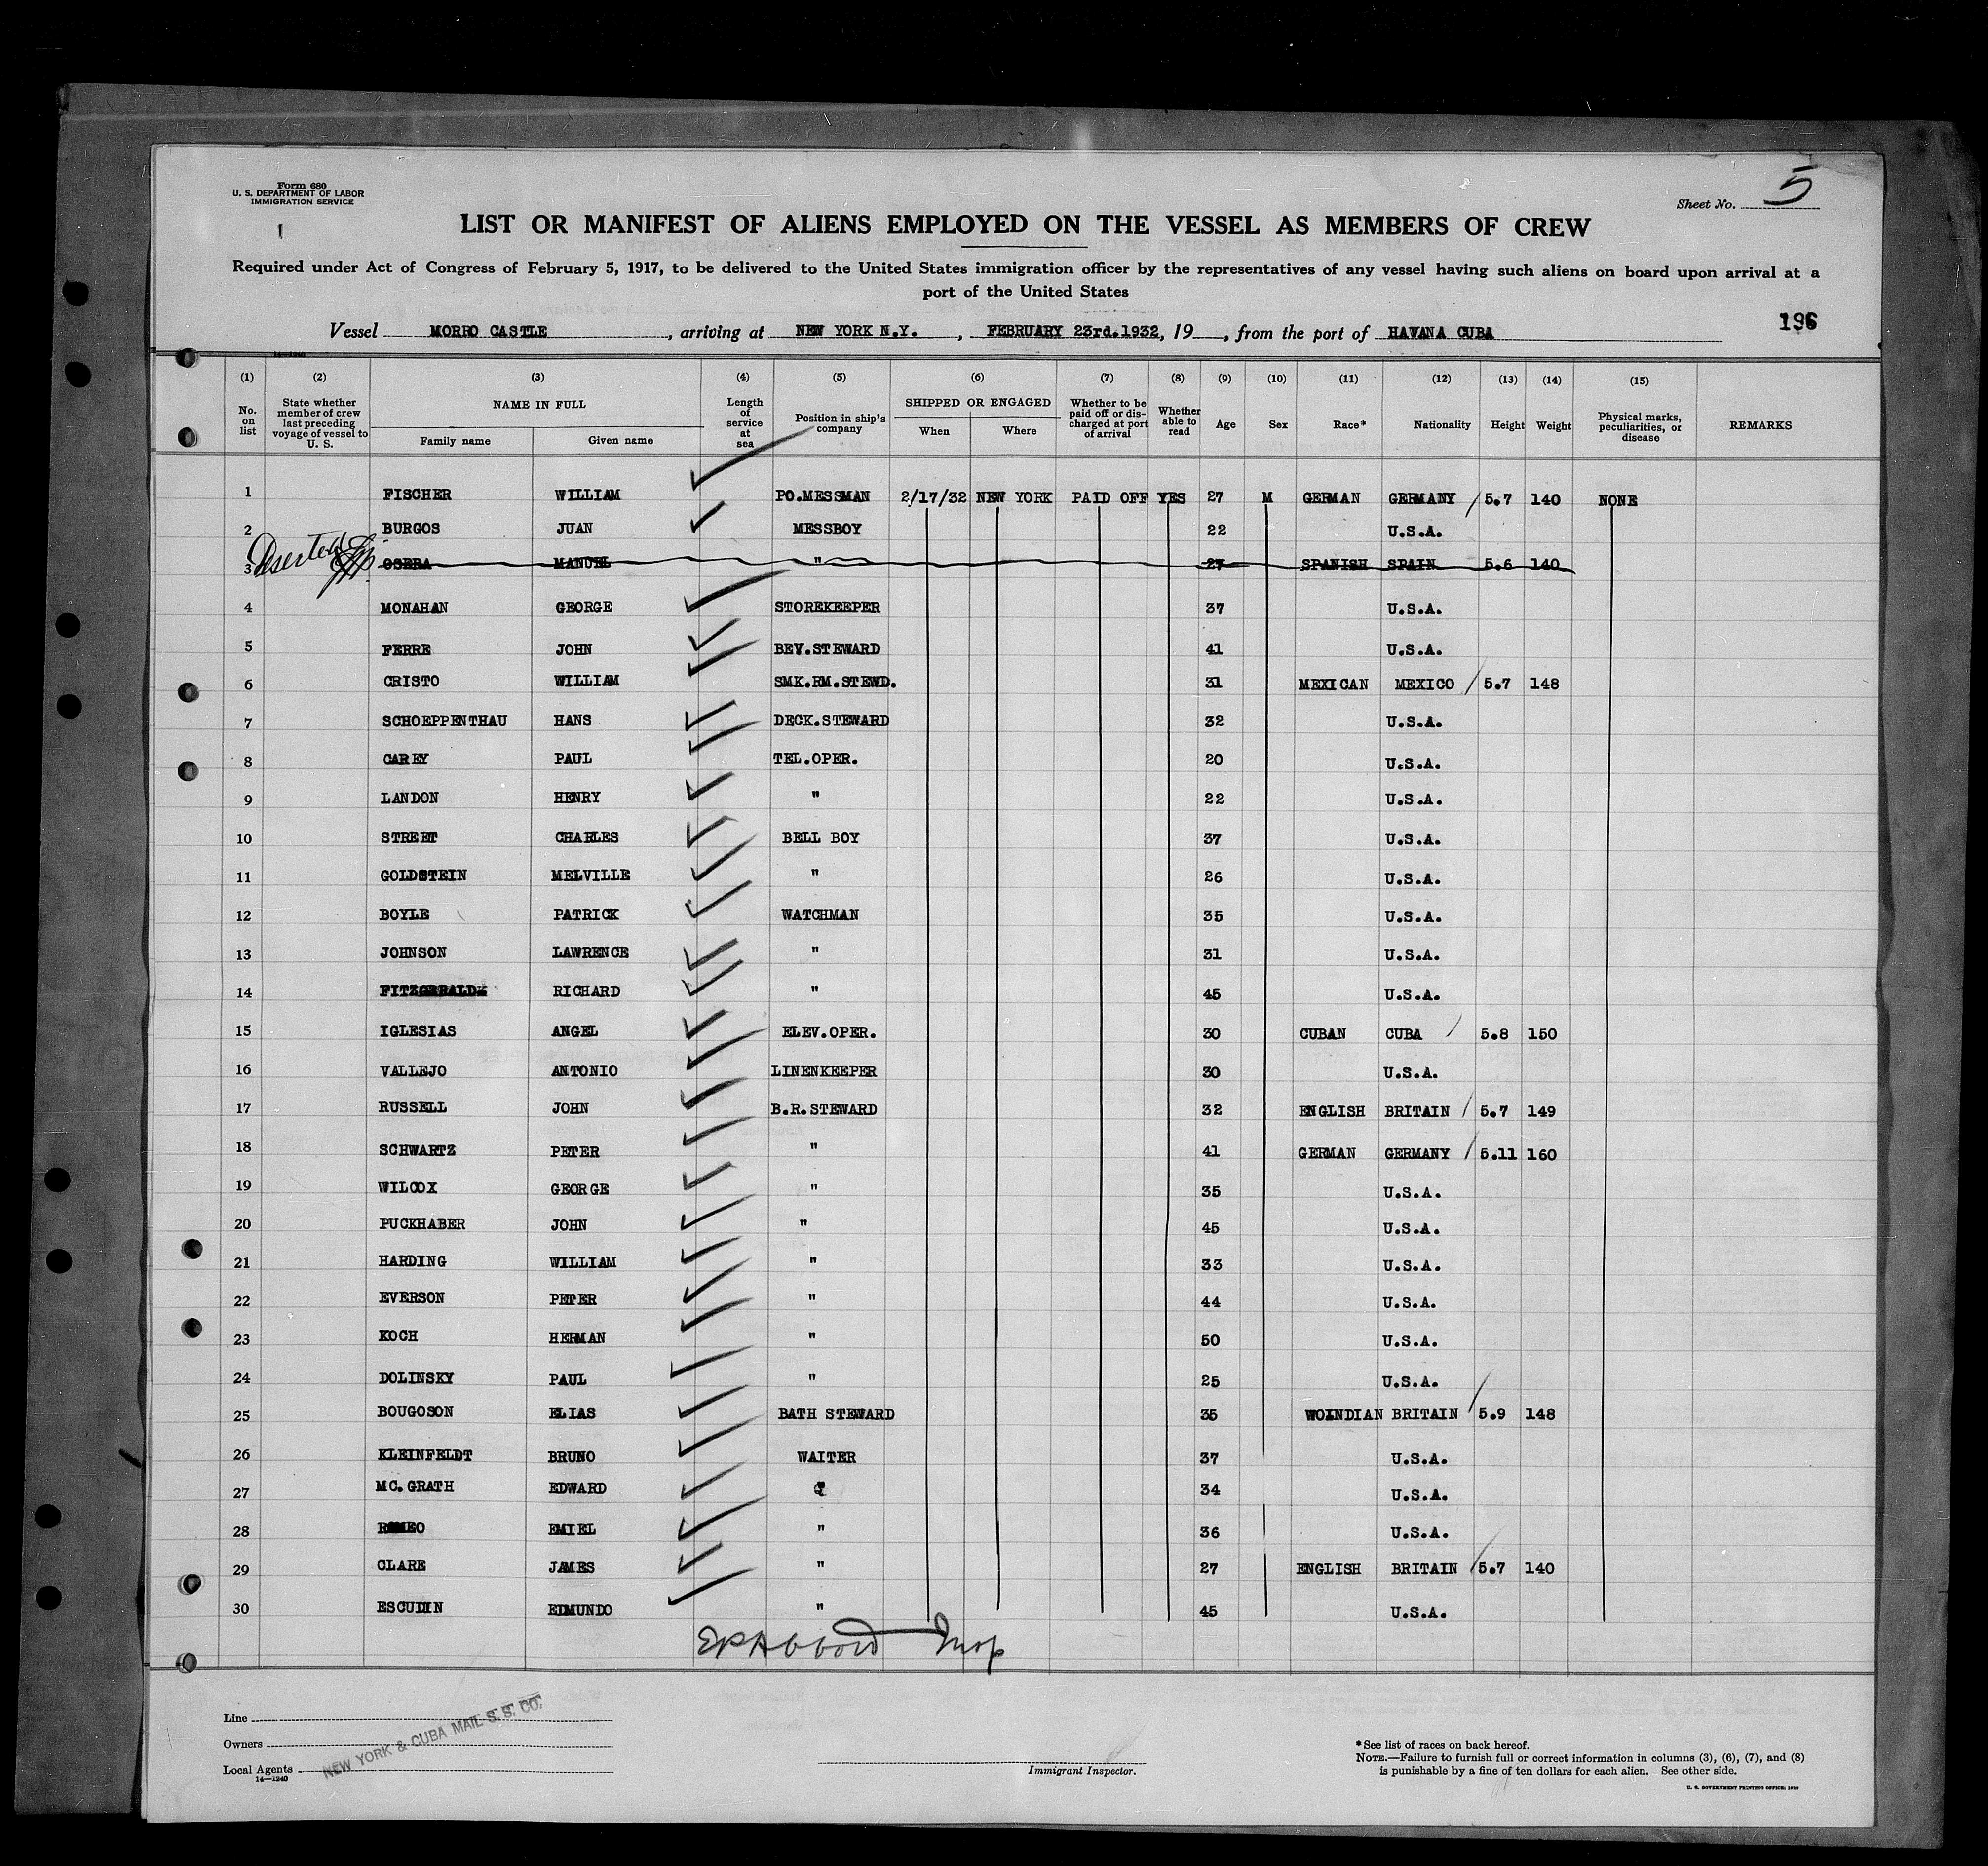 Form 680
U. S. DEPARTMENT OF LABOR
IMMIGRATION SERVICE
Sheet No. 5
LIST OR MANIFEST OF ALIENS EMPLOYED ON THE VESSEL AS MEMBERS OF CREW
Required under Act of Congress of February 5, 1917, to be delivered to the United States immigration officer by the representatives of any vessel having such aliens on board upon arrival at a
port of the United States
Vessel MORRO CASTLE, arriving at NEW YORK N.Y., FEBRUARY 23rd.1932, 19, from the port of HAVANA CUBA
196
14-1240
(1) (2) (3) (4) (5) (6) (7) (8) (9) (10) (11) (12) (13) (14) (15)
No. on list
State whether member of crew last preceding voyage of vessel to U. S.
NAME IN FULL
Family name
Given name
Length of service at sea
Position in ship's company
SHIPPED OR ENGAGED
When
Where
Whether to be paid off or discharged at port of arrival
Whether able to read
Age
Sex
Race*
Nationality
Height
Weight
Physical marks, peculiarities, or disease
REMARKS
1 FISCHER WILLIAM PO.MESSMAN 2/17/32 NEW YORK PAID OFF YES 27 M GERMAN GERMANY 5.7 140 NONE
2 BURGOS JUAN MESSBOY 22 U.S.A.
Deserted
3 OSERA MANUEL " 27 SPANISH SPAIN 5.6 140
4 MONAHAN GEORGE STOREKEEPER 37 U.S.A.
5 FERRE JOHN BEV.STEWARD 41 U.S.A.
6 CRISTO WILLIAM SMK.RM.STEWD. 31 MEXICAN MEXICO 5.7 148
7 SCHOEPPENTHAU HANS DECK.STEWARD 32 U.S.A.
8 CAREY PAUL TEL.OPER. 20 U.S.A.
9 LANDON HENRY " 22 U.S.A.
10 STREET CHARLES BELL BOY 37 U.S.A.
11 GOLDSTEIN MELVILLE " 26 U.S.A.
12 BOYLE PATRICK WATCHMAN 35 U.S.A.
13 JOHNSON LAWRENCE " 31 U.S.A.
14 FITZGERALD RICHARD " 45 U.S.A.
15 IGLESIAS ANGEL ELEV.OPER. 30 CUBAN CUBA 5.8 150
16 VALLEJO ANTONIO LINENKEEPER 30 U.S.A.
17 RUSSELL JOHN B.R.STEWARD 32 ENGLISH BRITAIN 5.7 149
18 SCHWARTZ PETER " 41 GERMAN GERMANY 5.11 160
19 WILCOX GEORGE " 35 U.S.A.
20 PUCKHABER JOHN " 45 U.S.A.
21 HARDING WILLIAM " 33 U.S.A.
22 EVERSON PETER " 44 U.S.A.
23 KOCH HERMAN " 50 U.S.A.
24 DOLINSKY PAUL " 25 U.S.A.
25 BOUGOSON ELIAS BATH STEWARD 35 WOINDIAN BRITAIN 5.9 148
26 KLEINFELDT BRUNO WAITER 37 U.S.A.
27 MC.GRATH EDWARD " 34 U.S.A.
28 ROMEO EMIEL " 36 U.S.A.
29 CLARE JAMES " 27 ENGLISH BRITAIN 5.7 140
30 ESCUDIN EDMUNDO " 45 U.S.A.
Insp
Line
Owners
NEW YORK & CUBA MAIL S. S. CO.
Local Agents
14-1240
Immigrant Inspector.
*See list of races on back hereof.
NOTE.—Failure to furnish full or correct information in columns (3), (6), (7), and (8)
is punishable by a fine of ten dollars for each alien. See other side.